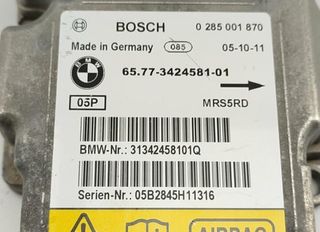 BOSCH 0 285 001 870
Made in Germany 085 05-10-11
BMW 65.77-3424581-01
05P MRS5RD
BMW-Nr.: 31342458101Q
Serien-Nr.: 05B2845H11316
AIRBAG